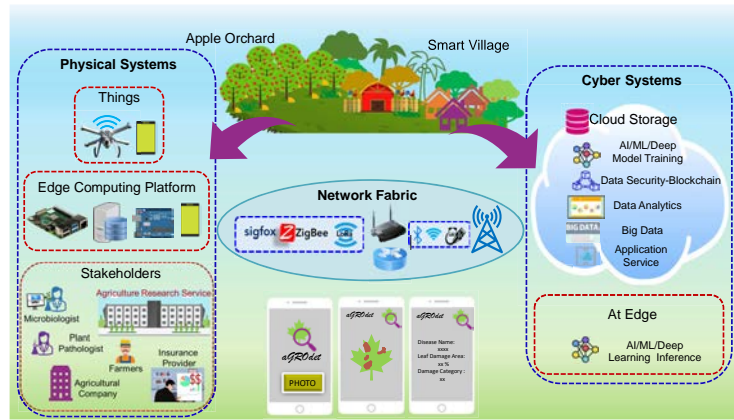 Apple Orchard
Smart Village
Physical Systems
Things
Edge Computing Platform
Stakeholders
Agriculture Research Service
Microbiologist
Plant
Pathologist
Farmers
Insurance
Provider
Agricultural
Company
$$
Network Fabric
sigfox
ZigBee
aGROdet
PHOTO
aGROdet
aGROdet
Disease Name:
xxxx
Leaf Damage Area:
xx %
Damage Category :
xx
Cyber Systems
Cloud Storage
AI/ML/Deep
Model Training
Data Security-Blockchain
Data Analytics
BIG DATA
Big Data
Application
Service
At Edge
AI/ML/Deep
Learning Inference